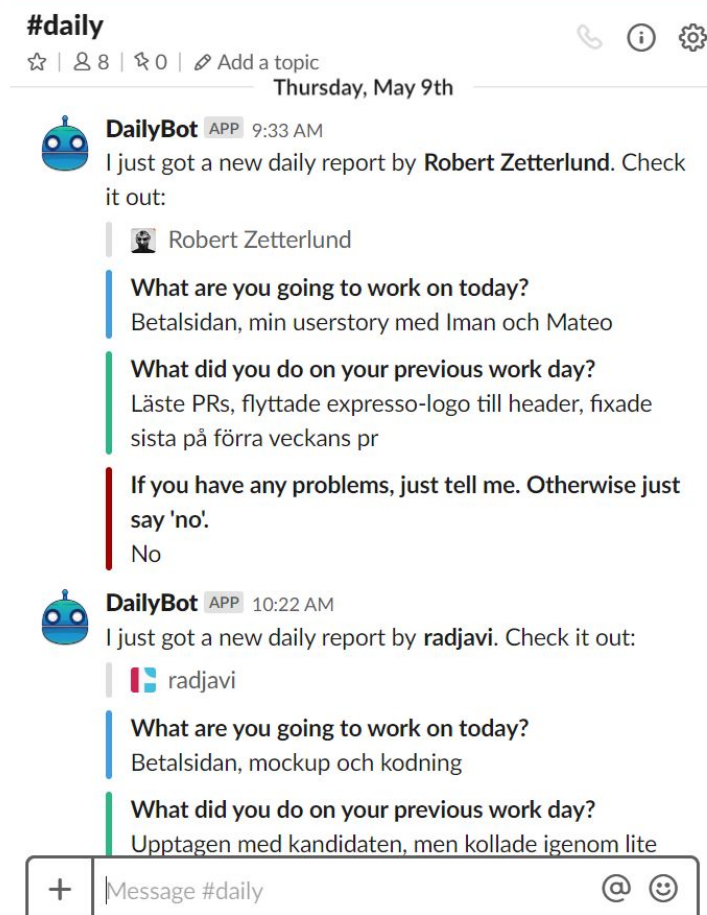 #daily
8 | 0 | Add a topic
Thursday, May 9th
DailyBot APP 9:33 AM
I just got a new daily report by Robert Zetterlund. Check
it out:
Robert Zetterlund
What are you going to work on today?
Betalsidan, min userstory med Iman och Mateo
What did you do on your previous work day?
Läste PRs, flyttade expresso-logo till header, fixade
sista på förra veckans pr
If you have any problems, just tell me. Otherwise just
say 'no'.
No
DailyBot APP 10:22 AM
I just got a new daily report by radjavi. Check it out:
radjavi
What are you going to work on today?
Betalsidan, mockup och kodning
What did you do on your previous work day?
Upptagen med kandidaten, men kollade igenom lite
Message #daily